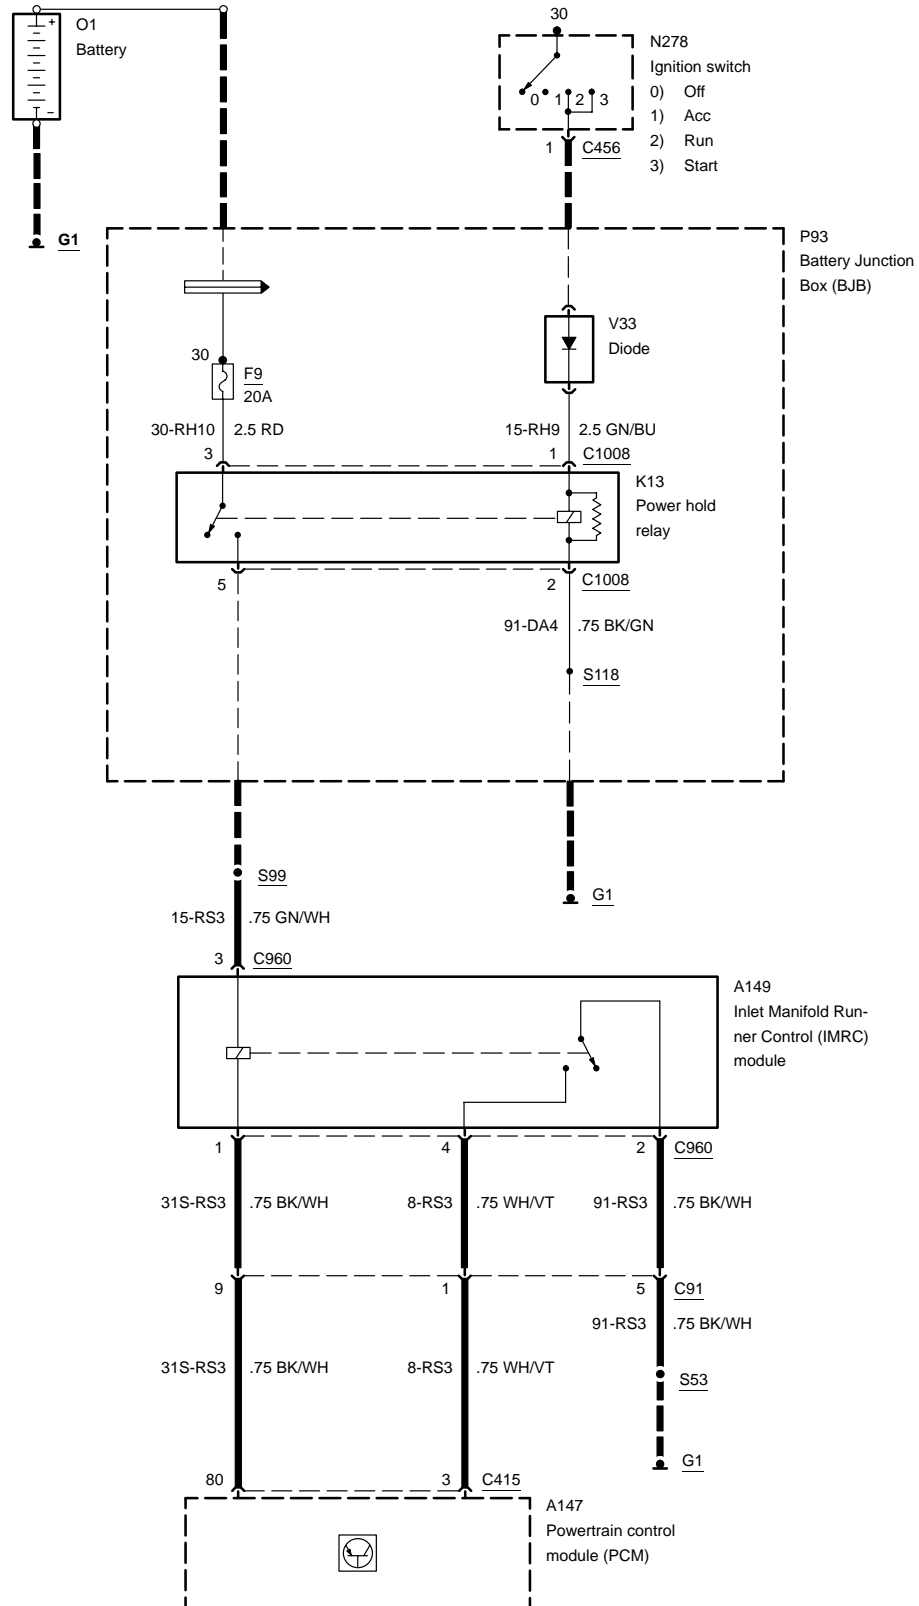 O1
Battery
+
−
G1
30
N278
Ignition switch
0) Off
1) Acc
2) Run
3) Start
0 1 2 3
1 C456
P93
Battery Junction
Box (BJB)
V33
Diode
30
F9
20A
30-RH10 2.5 RD
15-RH9 2.5 GN/BU
3
1 C1008
K13
Power hold
relay
5
2 C1008
91-DA4 .75 BK/GN
S118
S99
G1
15-RS3 .75 GN/WH
3 C960
A149
Inlet Manifold Run-
ner Control (IMRC)
module
1
4
2 C960
31S-RS3 .75 BK/WH
8-RS3 .75 WH/VT
91-RS3 .75 BK/WH
9
1
5 C91
91-RS3 .75 BK/WH
31S-RS3 .75 BK/WH
8-RS3 .75 WH/VT
S53
G1
80
3 C415
A147
Powertrain control
module (PCM)